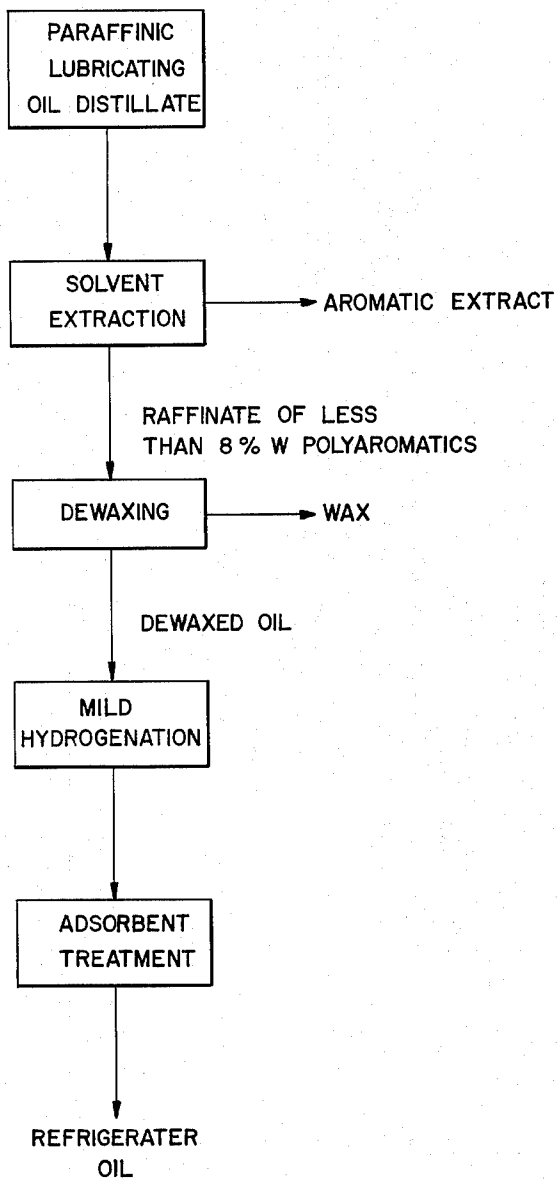 PARAFFINIC
LUBRICATING
OIL DISTILLATE
SOLVENT
EXTRACTION
AROMATIC EXTRACT
RAFFINATE OF LESS
THAN 8 % W POLYAROMATICS
DEWAXING
WAX
DEWAXED OIL
MILD
HYDROGENATION
ADSORBENT
TREATMENT
REFRIGERATER
OIL